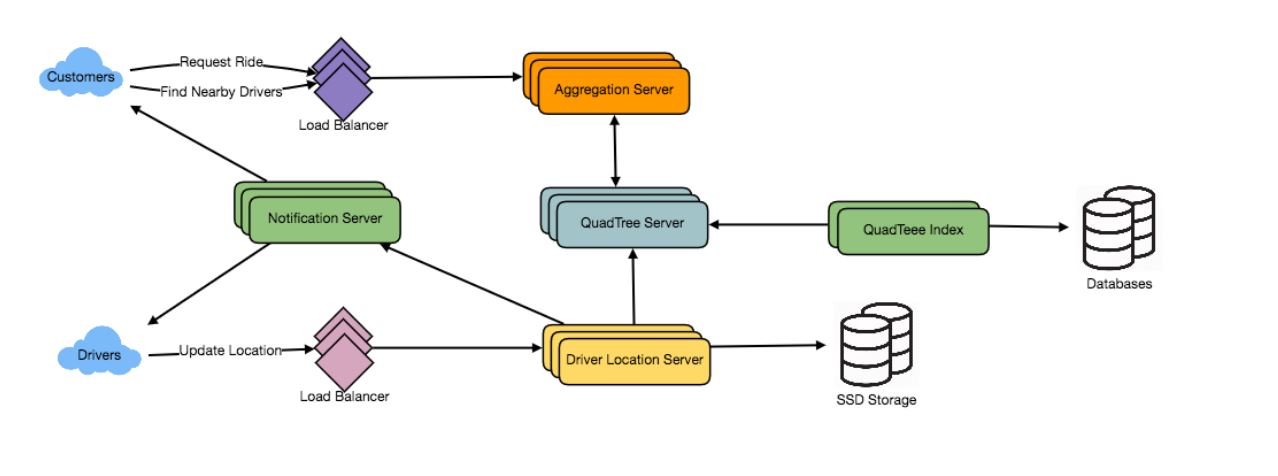 Customers
Request Ride
Find Nearby Drivers
Load Balancer
Aggregation Server
Notification Server
QuadTree Server
QuadTeee Index
Databases
Drivers
Update Location
Load Balancer
Driver Location Server
SSD Storage